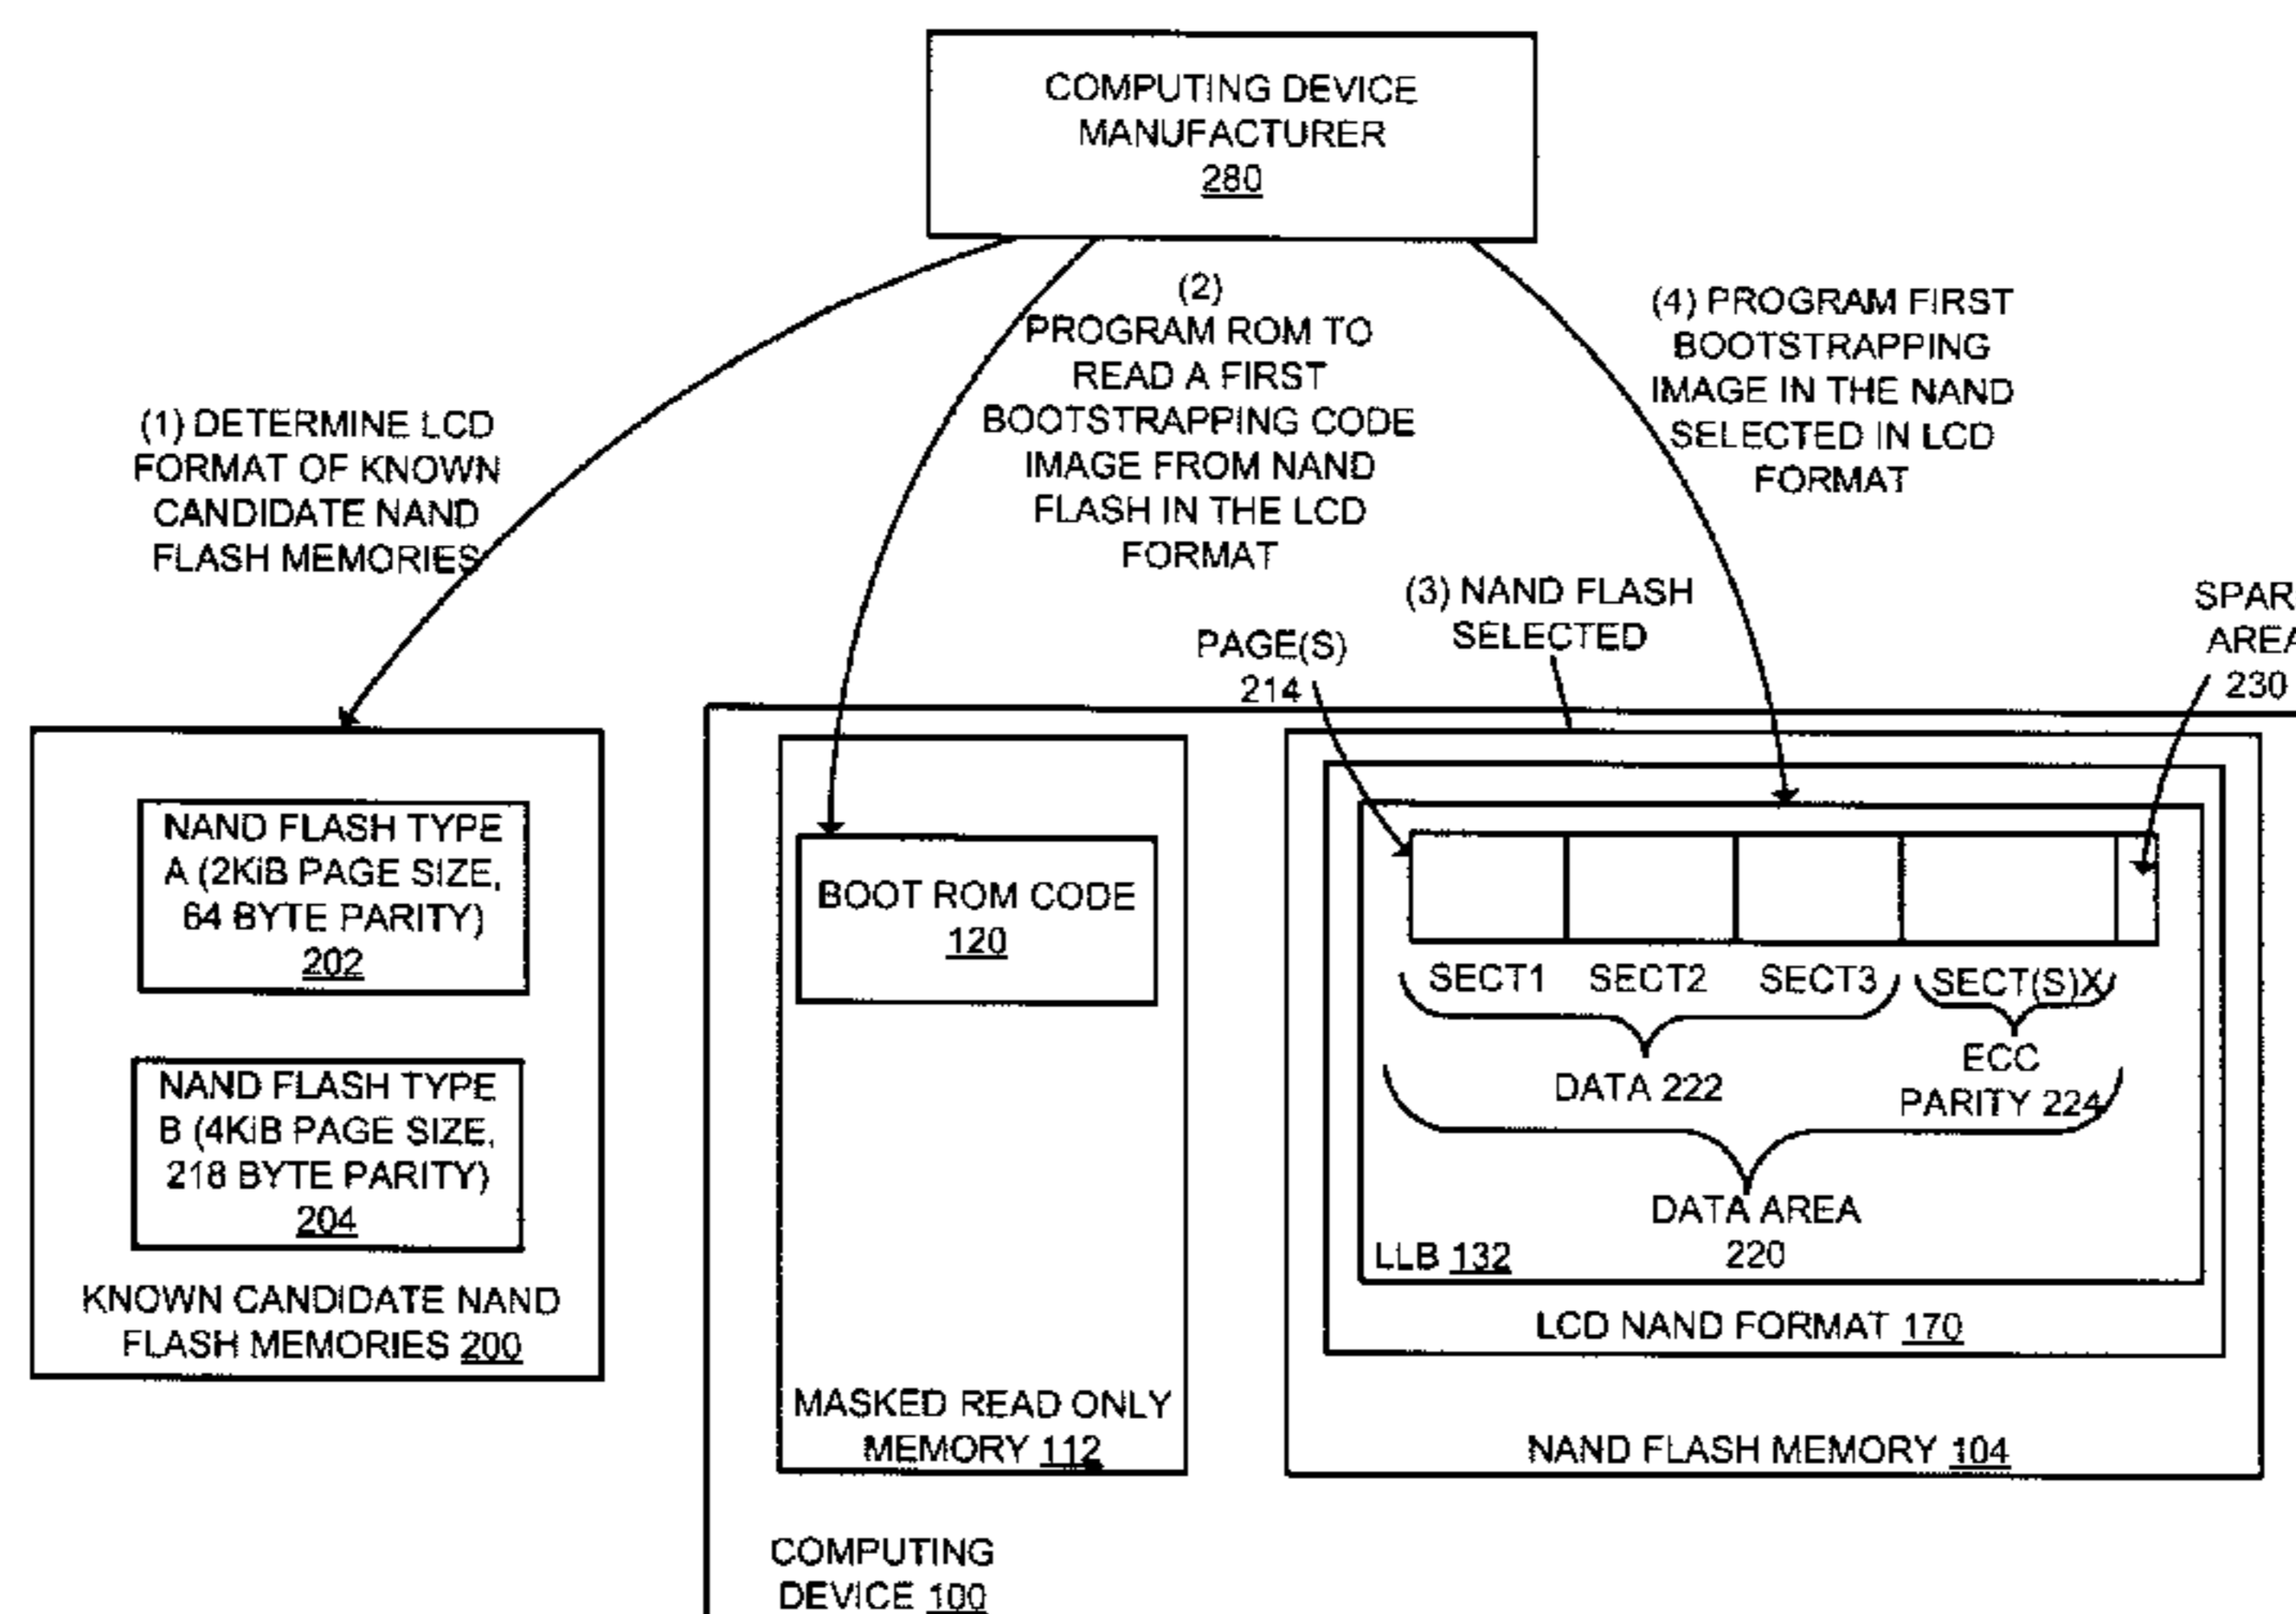 COMPUTING DEVICE
MANUFACTURER
280
(1) DETERMINE LCD
FORMAT OF KNOWN
CANDIDATE NAND
FLASH MEMORIES
(2)
PROGRAM ROM TO
READ A FIRST
BOOTSTRAPPING CODE
IMAGE FROM NAND
FLASH IN THE LCD
FORMAT
(4) PROGRAM FIRST
BOOTSTRAPPING
IMAGE IN THE NAND
SELECTED IN LCD
FORMAT
(3) NAND FLASH
SELECTED
PAGE(S)
214
SPAR
AREA
230
NAND FLASH TYPE
A (2KiB PAGE SIZE,
64 BYTE PARITY)
202
NAND FLASH TYPE
B (4KiB PAGE SIZE,
218 BYTE PARITY)
204
KNOWN CANDIDATE NAND
FLASH MEMORIES 200
BOOT ROM CODE
120
MASKED READ ONLY
MEMORY 112
SECT1 SECT2 SECT3 SECT(S)X
DATA 222
ECC
PARITY 224
DATA AREA
220
LLB 132
LCD NAND FORMAT 170
NAND FLASH MEMORY 104
COMPUTING
DEVICE 100